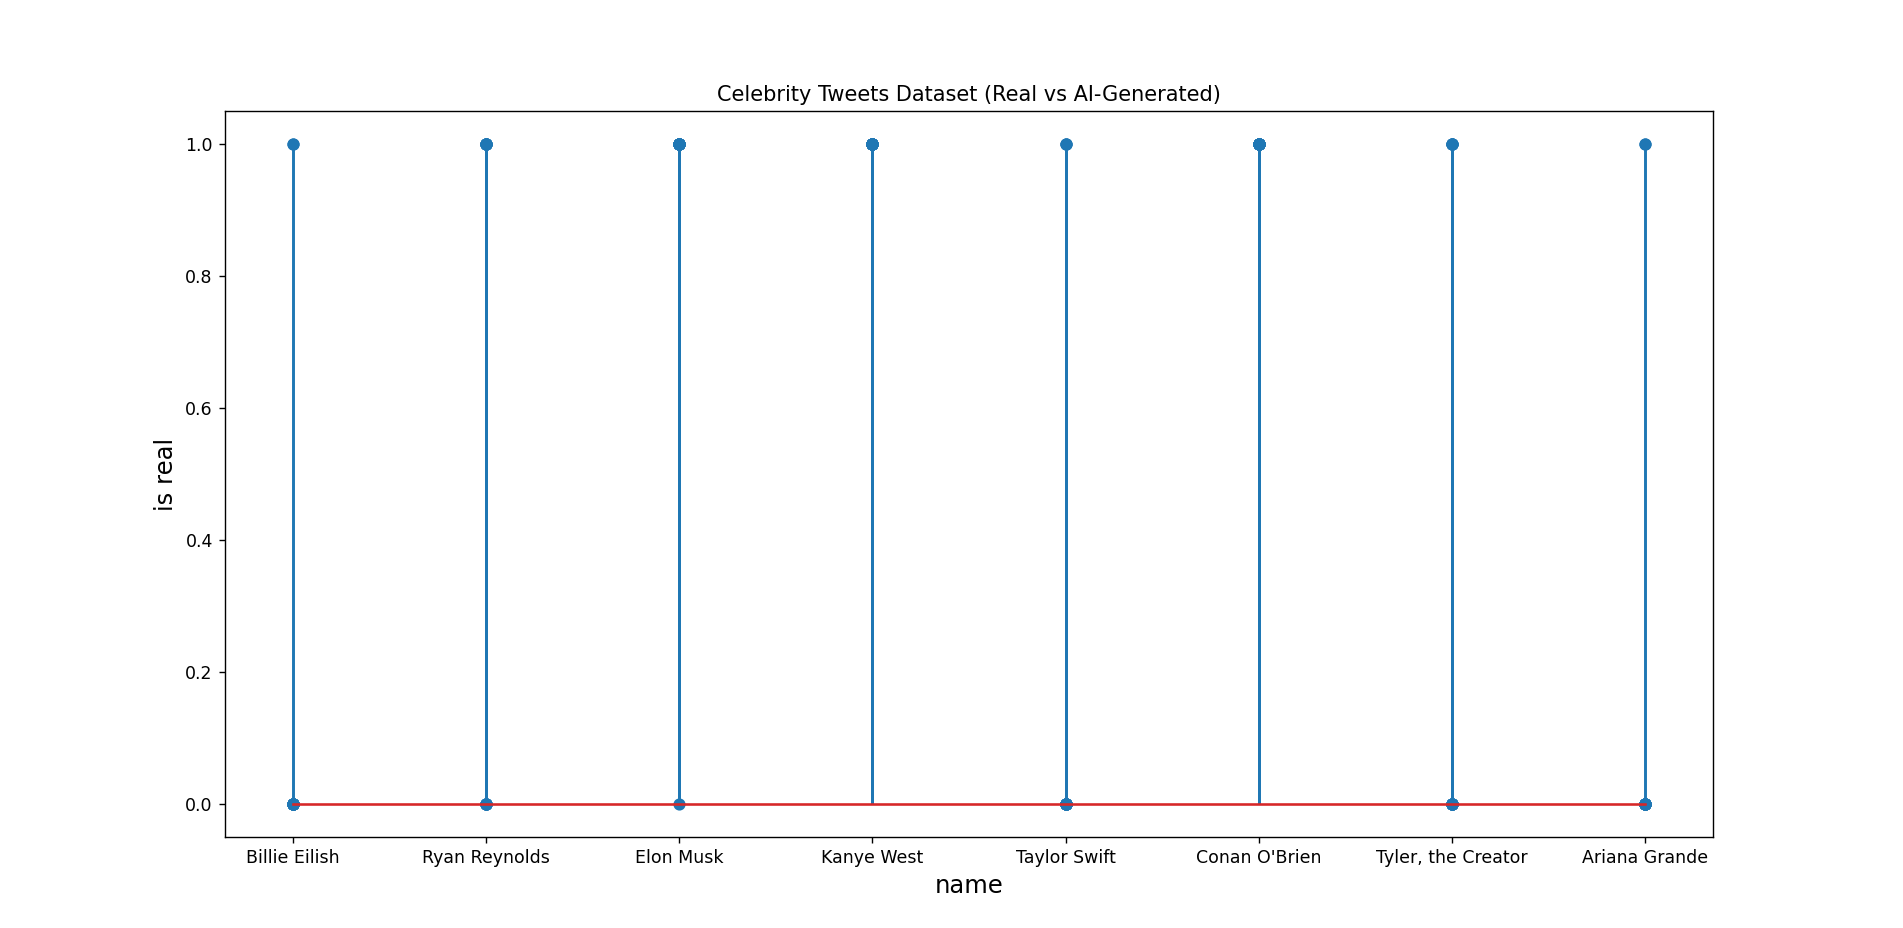 Celebrity Tweets Dataset (Real vs AI-Generated)
1.0
0.8
0.6
0.4
0.2
0.0
is real
Billie Eilish Ryan Reynolds Elon Musk Kanye West Taylor Swift Conan O'Brien Tyler, the Creator Ariana Grande
name